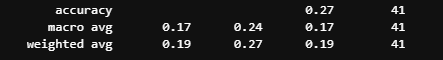 accuracy 0.27 41
macro avg 0.17 0.24 0.17 41
weighted avg 0.19 0.27 0.19 41